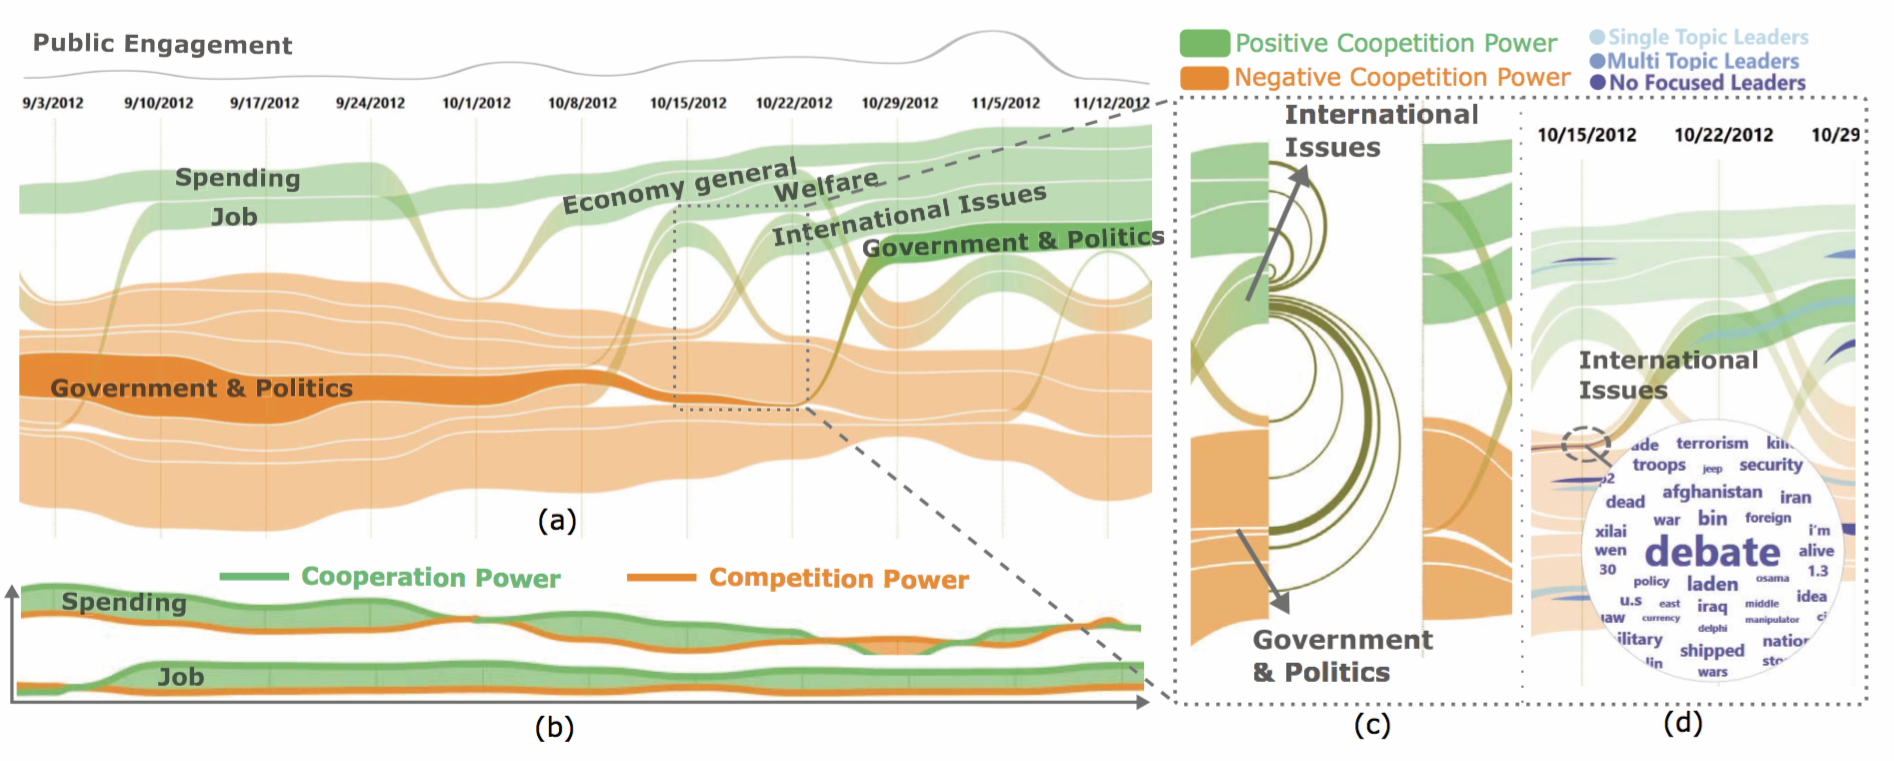 Public Engagement
9/3/2012 9/10/2012 9/17/2012 9/24/2012 10/1/2012 10/8/2012 10/15/2012 10/22/2012 10/29/2012 11/5/2012 11/12/2012
Spending
Job
Economy general
Welfare
International Issues
Government & Politics
Government & Politics
(a)
Cooperation Power
Competition Power
Spending
Job
(b)
Positive Coopetition Power
Negative Coopetition Power
Single Topic Leaders
Multi Topic Leaders
No Focused Leaders
International
Issues
Government
& Politics
(c)
10/15/2012 10/22/2012 10/29
International
Issues
ade terrorism
troops jeep security
dead afghanistan iran
war bin foreign
xilai i'm
wen debate alive
30 policy laden osama 1.3
u.s east iraq middle idea
currency delphi manipulator
shipped
wars
(d)